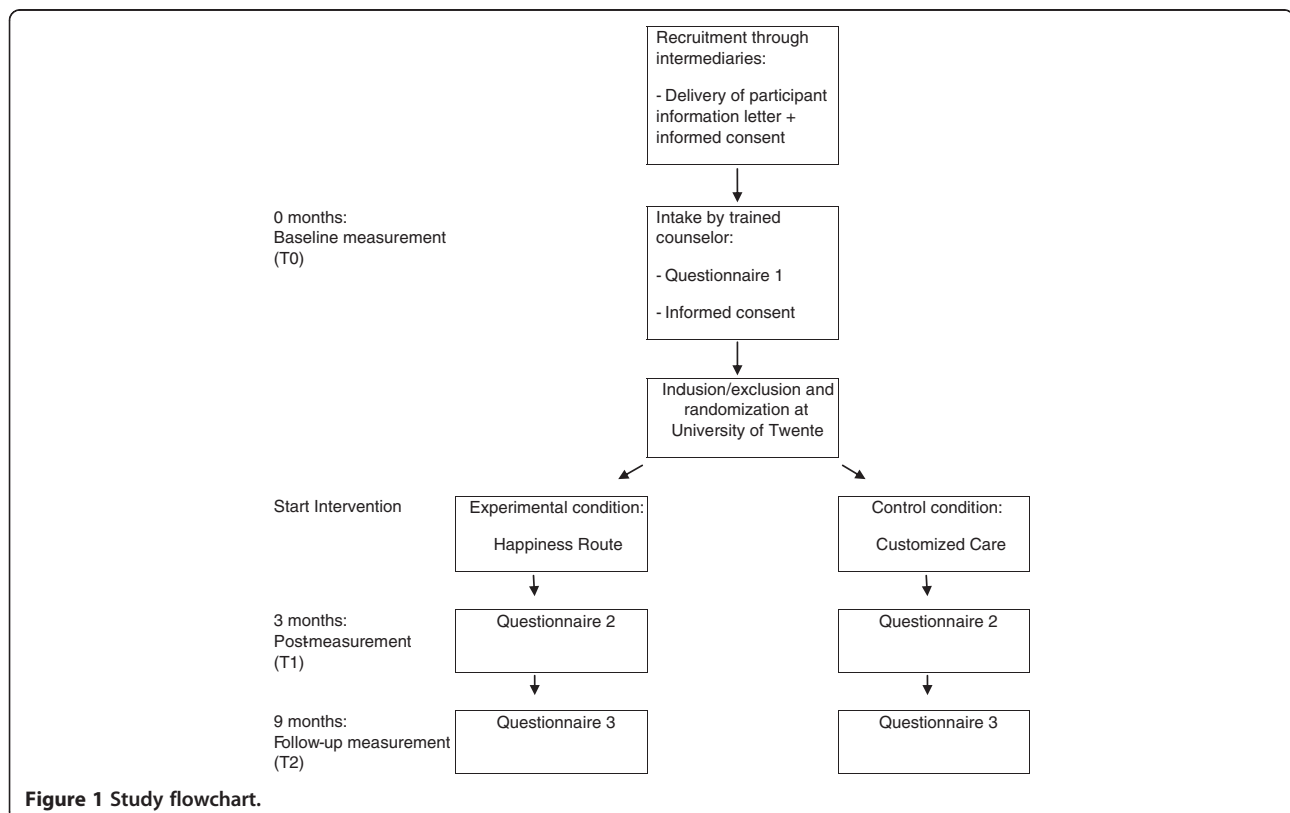 Recruitment through
intermediaries:
- Delivery of participant
information letter +
informed consent
0 months:
Baseline measurement
(T0)
Intake by trained
counselor:
- Questionnaire 1
- Informed consent
Indusion/exclusion and
randomization at
University of Twente
Start Intervention
Experimental condition:
Happiness Route
Control condition:
Customized Care
3 months:
Post-measurement
(T1)
Questionnaire 2
Questionnaire 2
9 months:
Follow-up measurement
(T2)
Questionnaire 3
Questionnaire 3
Figure 1 Study flowchart.